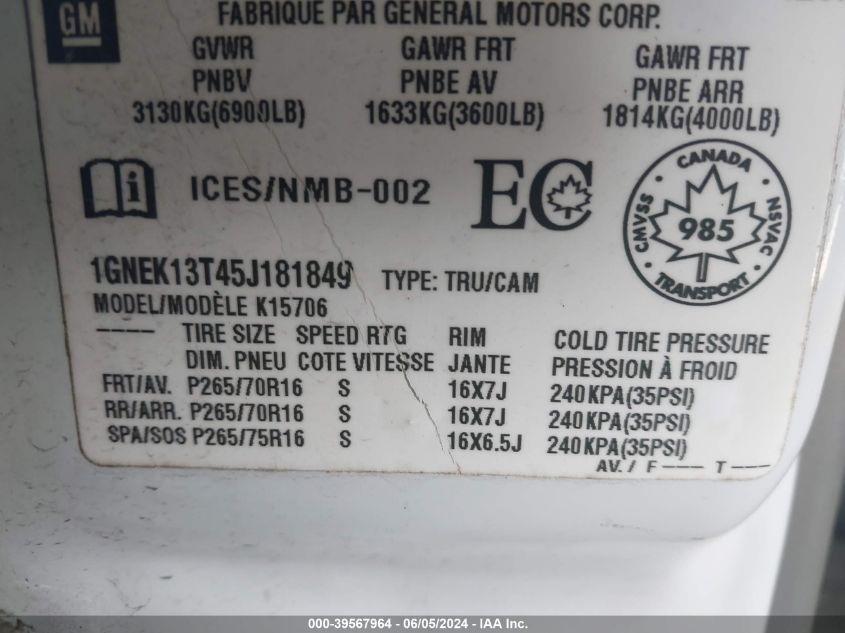 GM
FABRIQUE PAR GENERAL MOTORS CORP.
GVWR GAWR FRT GAWR FRT
PNBV PNBE AV PNBE ARR
3130KG(6900LB) 1633KG(3600LB) 1814KG(4000LB)
i ICES/NMB-002 EC
CANADA
CMVSS 985 NSVAC
TRANSPORT
1GNEK13T45J181849 TYPE: TRU/CAM
MODEL/MODÈLE K15706
---- TIRE SIZE SPEED RTG RIM COLD TIRE PRESSURE
DIM. PNEU COTE VITESSE JANTE PRESSION À FROID
FRT/AV. P265/70R16 S 16X7J 240KPA(35PSI)
RR/ARR. P265/70R16 S 16X7J 240KPA(35PSI)
SPA/SOS P265/75R16 S 16X6.5J 240KPA(35PSI)
AV./ F--- T---
000-39567964 - 06/05/2024 - IAA Inc.